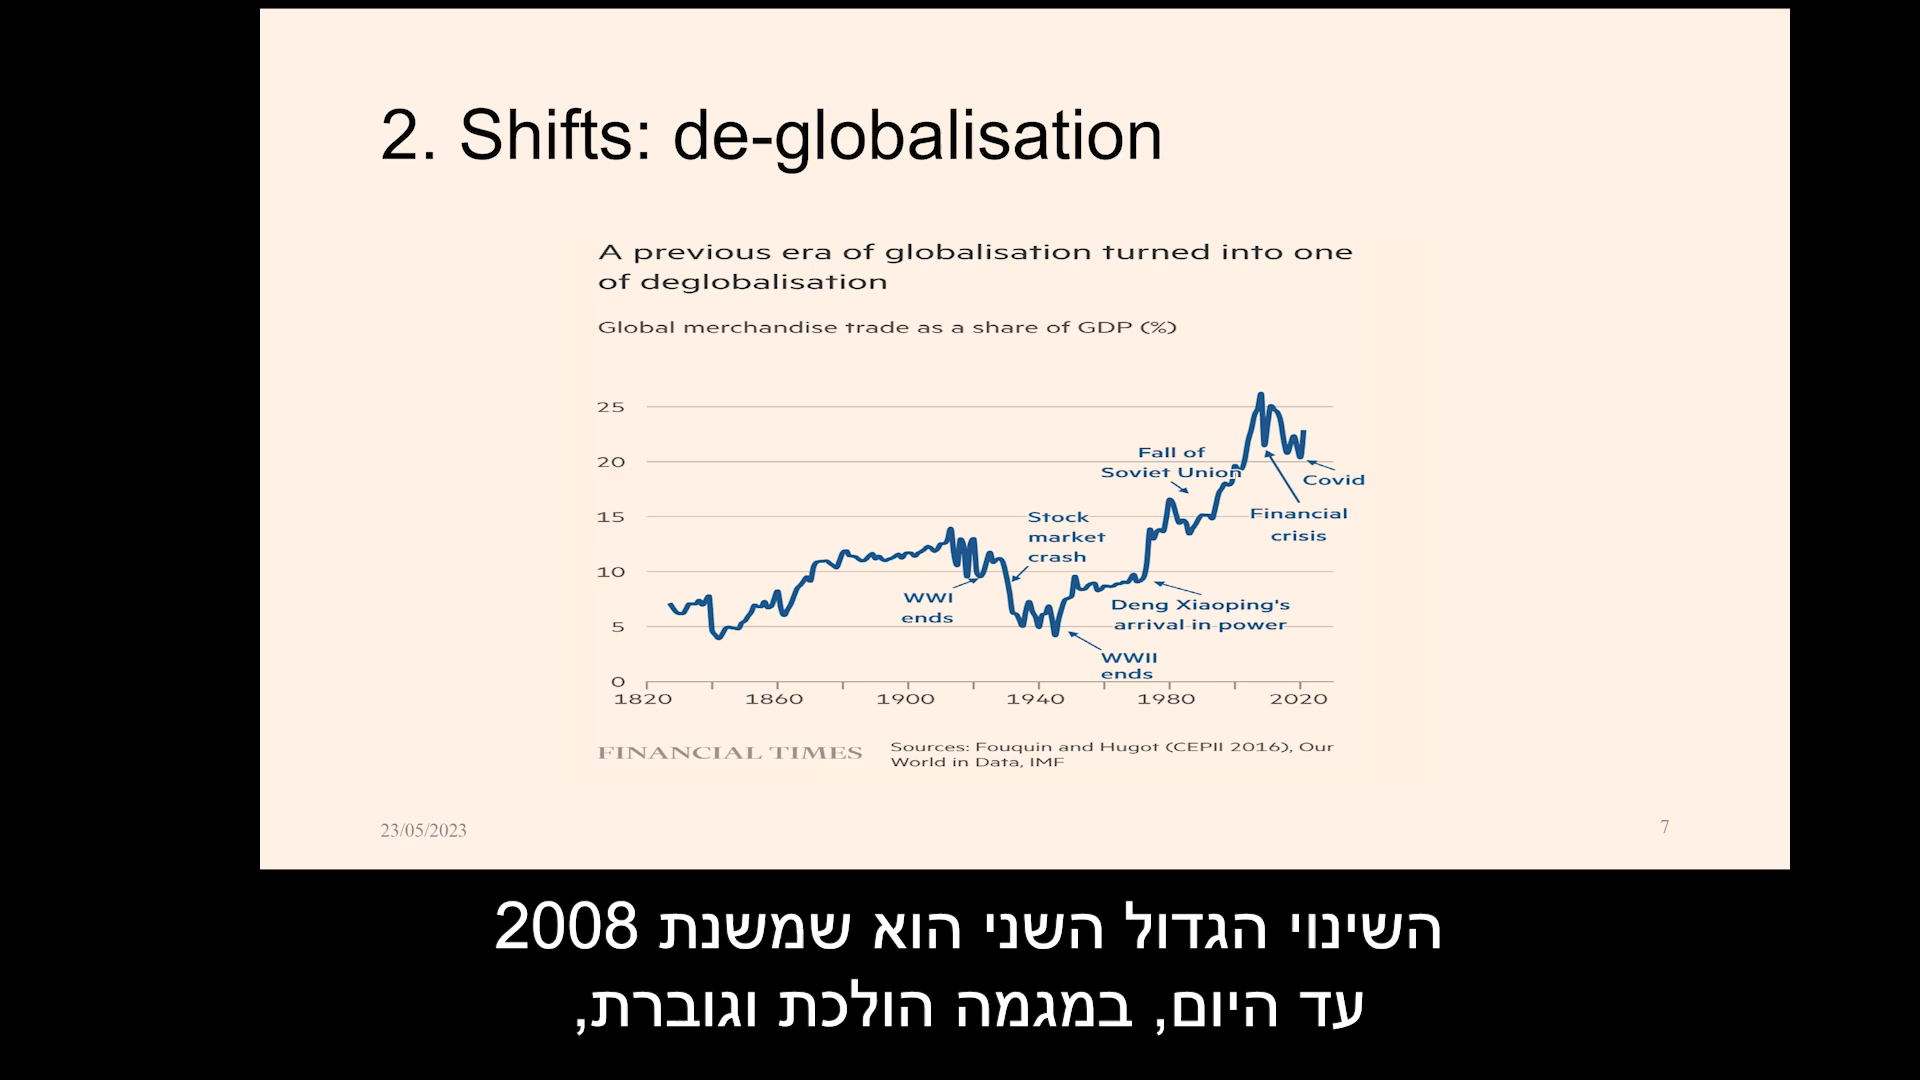 2. Shifts: de-globalisation
A previous era of globalisation turned into one
of deglobalisation
Global merchandise trade as a share of GDP (%)
25
20
15
10
5
0
1820
1860
1900
1940
1980
2020
WWI
ends
Stock
market
crash
WWII
ends
Deng Xiaoping's
arrival in power
Fall of
Soviet Union
Financial
crisis
Covid
FINANCIAL TIMES
Sources: Fouquin and Hugot (CEPII 2016), Our
World in Data, IMF
23/05/2023
7
השינוי הגדול השני הוא שמשנת 2008
עד היום, במגמה הולכת וגוברת,